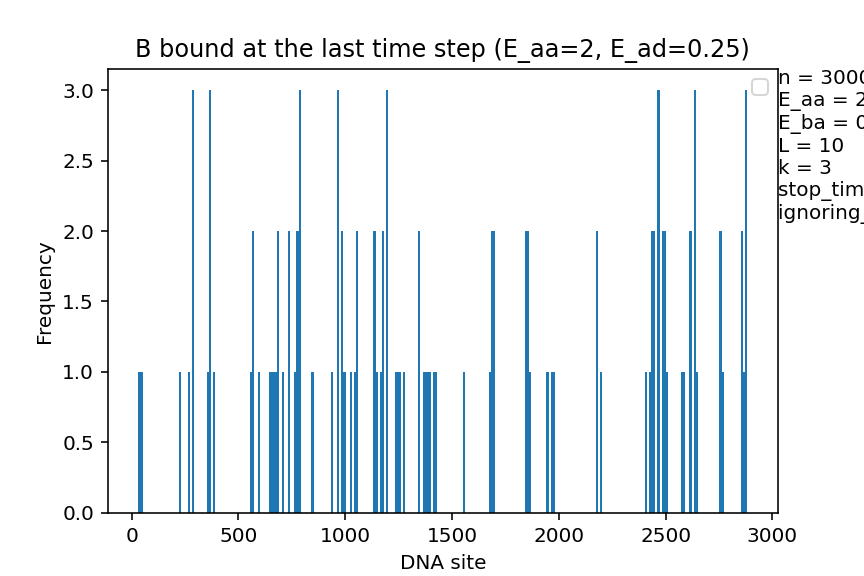 B bound at the last time step (E_aa=2, E_ad=0.25)
n = 3000
E_aa = 2
E_ba = 0
L = 10
k = 3
stop_tim
ignoring_
Frequency
3.0
2.5
2.0
1.5
1.0
0.5
0.0
0 500 1000 1500 2000 2500 3000
DNA site